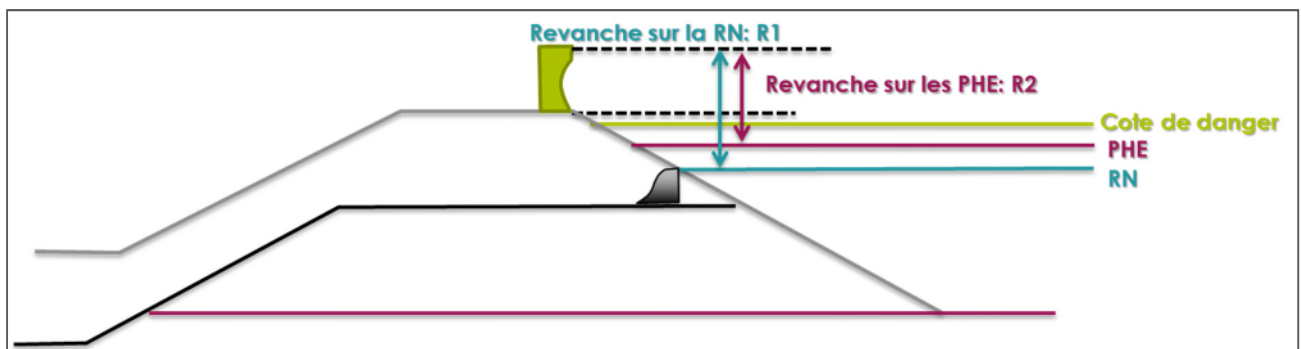 Revanche sur la RN: R1
Revanche sur les PHE: R2
Cote de danger
PHE
RN